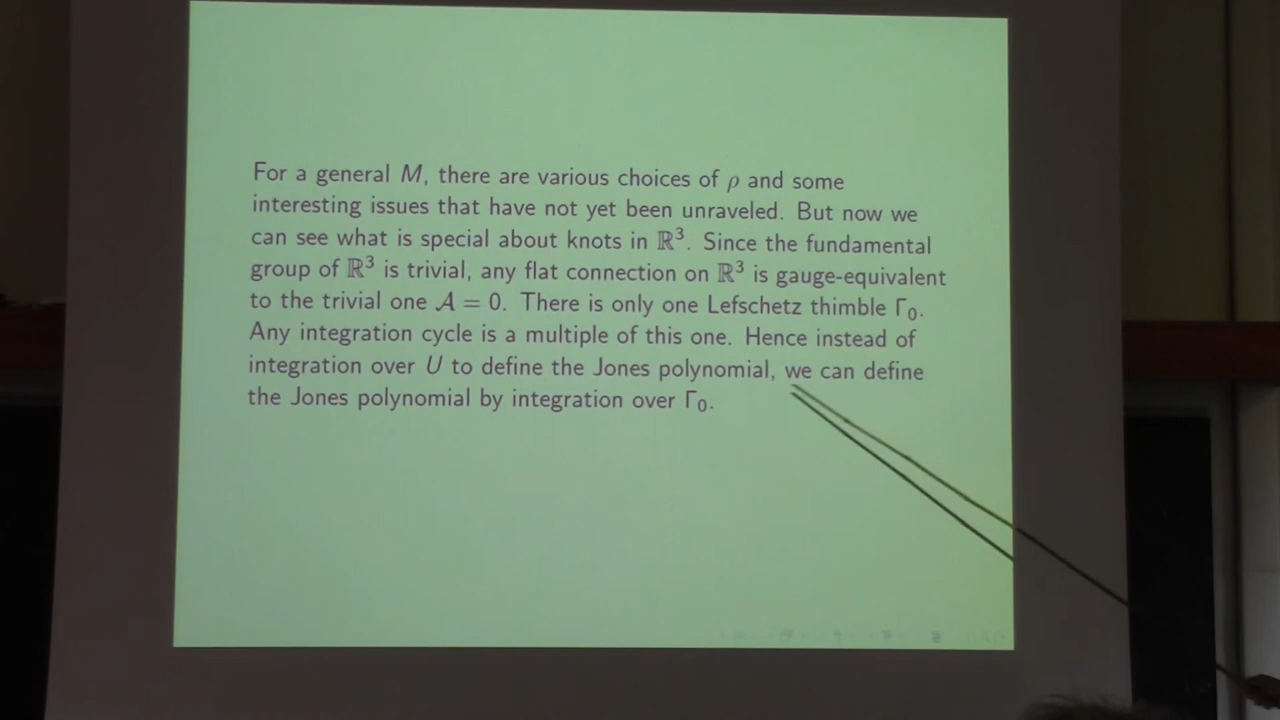 For a general M, there are various choices of ρ and some
interesting issues that have not yet been unraveled. But now we
can see what is special about knots in ℝ³. Since the fundamental
group of ℝ³ is trivial, any flat connection on ℝ³ is gauge-equivalent
to the trivial one 𝒜 = 0. There is only one Lefschetz thimble Γ₀.
Any integration cycle is a multiple of this one. Hence instead of
integration over U to define the Jones polynomial, we can define
the Jones polynomial by integration over Γ₀.